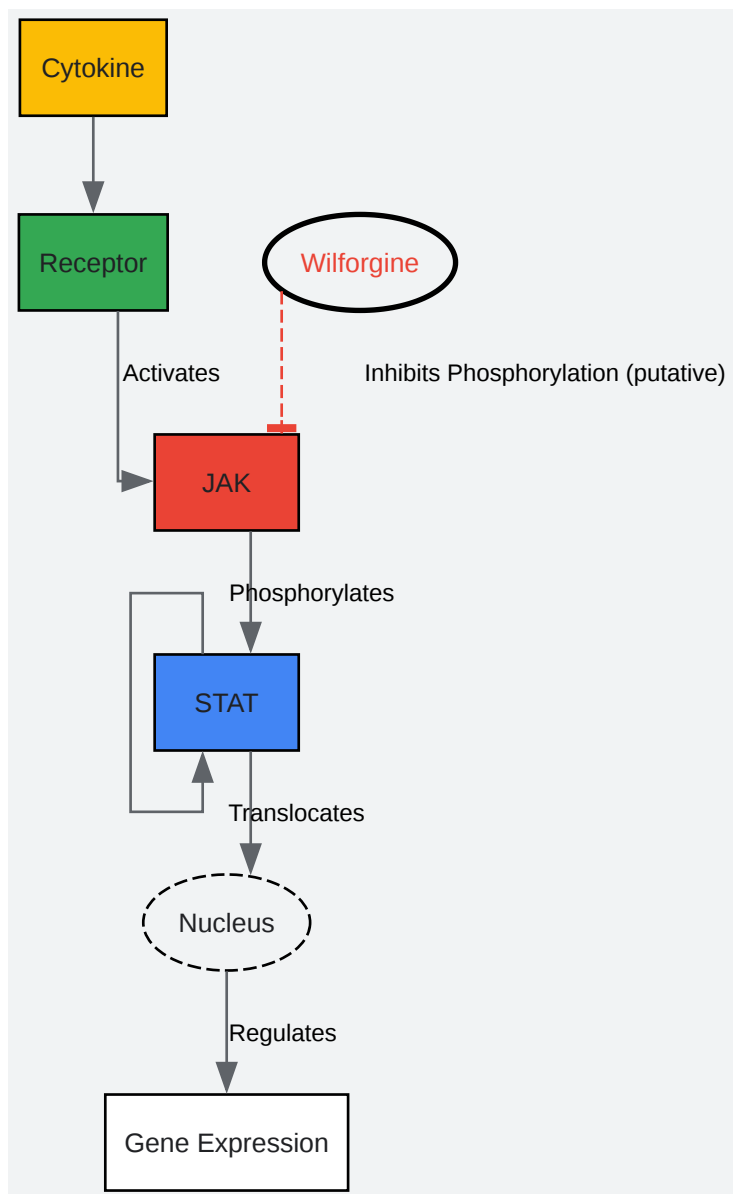 Cytokine
Receptor
Wilforgine
Activates
Inhibits Phosphorylation (putative)
JAK
Phosphorylates
STAT
Translocates
Nucleus
Regulates
Gene Expression